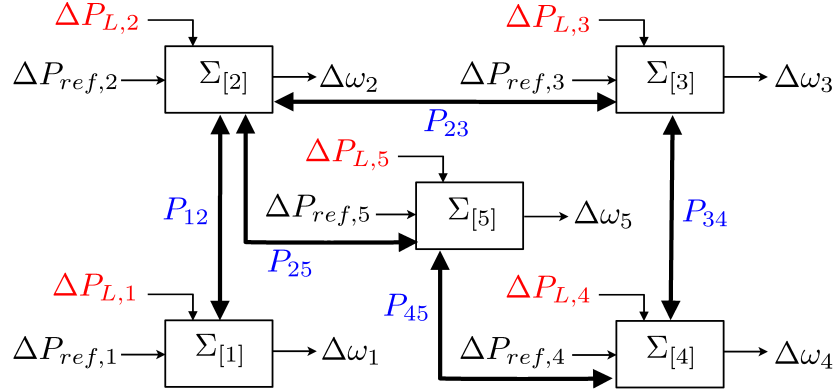 ΔP_{L,2}
ΔP_{L,3}
ΔP_{ref,2}
Σ_{[2]}
Δω_2
ΔP_{ref,3}
Σ_{[3]}
Δω_3
P_{23}
ΔP_{L,5}
P_{12}
ΔP_{ref,5}
Σ_{[5]}
Δω_5
P_{34}
P_{25}
ΔP_{L,1}
P_{45}
ΔP_{L,4}
ΔP_{ref,1}
Σ_{[1]}
Δω_1
ΔP_{ref,4}
Σ_{[4]}
Δω_4